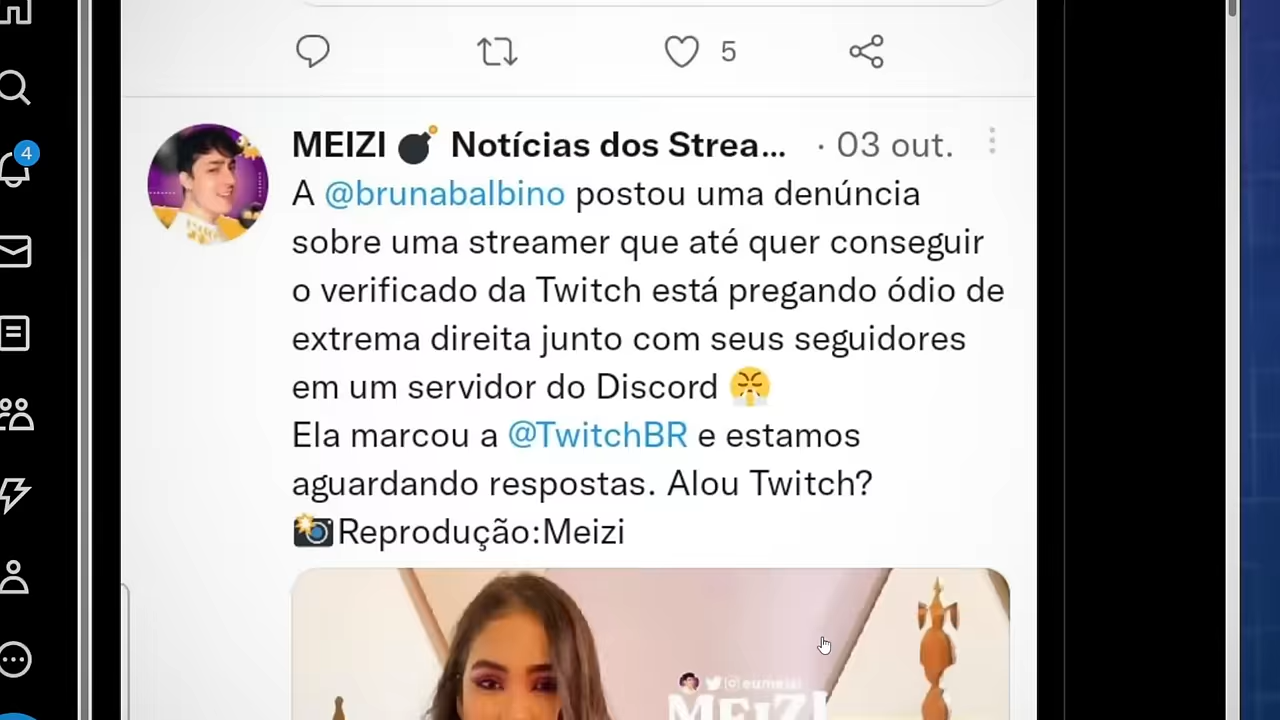 5
4
MEIZI 💣 Notícias dos Strea... · 03 out.
A @brunabalbino postou uma denúncia
sobre uma streamer que até quer conseguir
o verificado da Twitch está pregando ódio de
extrema direita junto com seus seguidores
em um servidor do Discord 😤
Ela marcou a @TwitchBR e estamos
aguardando respostas. Alou Twitch?
📸Reprodução:Meizi
@eumeizi
MEIZI